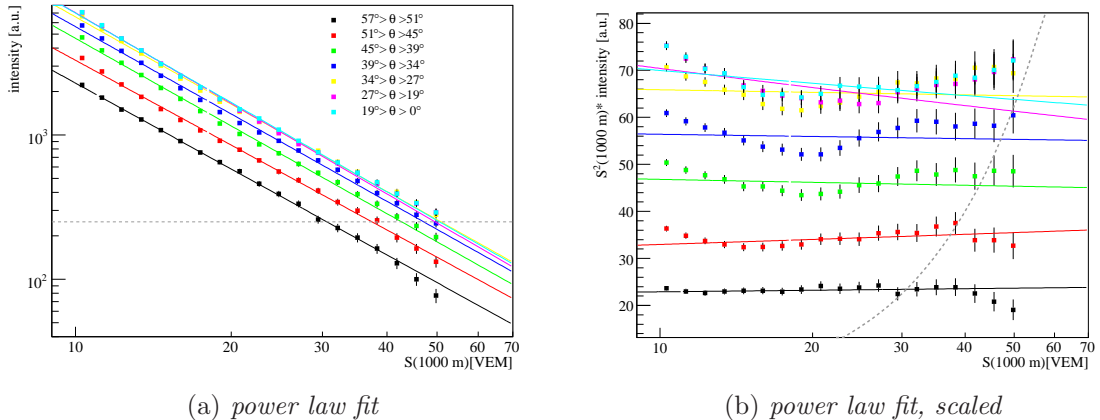 intensity [a.u.]
10³
10²
57°> θ >51°
51°> θ >45°
45°> θ >39°
39°> θ >34°
34°> θ >27°
27°> θ >19°
19°> θ > 0°
10 20 30 40 50 60 70
S(1000 m)[VEM]
(a) power law fit
S²(1000 m)* intensity [a.u.]
80
70
60
50
40
30
20
10 20 30 40 50 60 70
S(1000 m)[VEM]
(b) power law fit, scaled